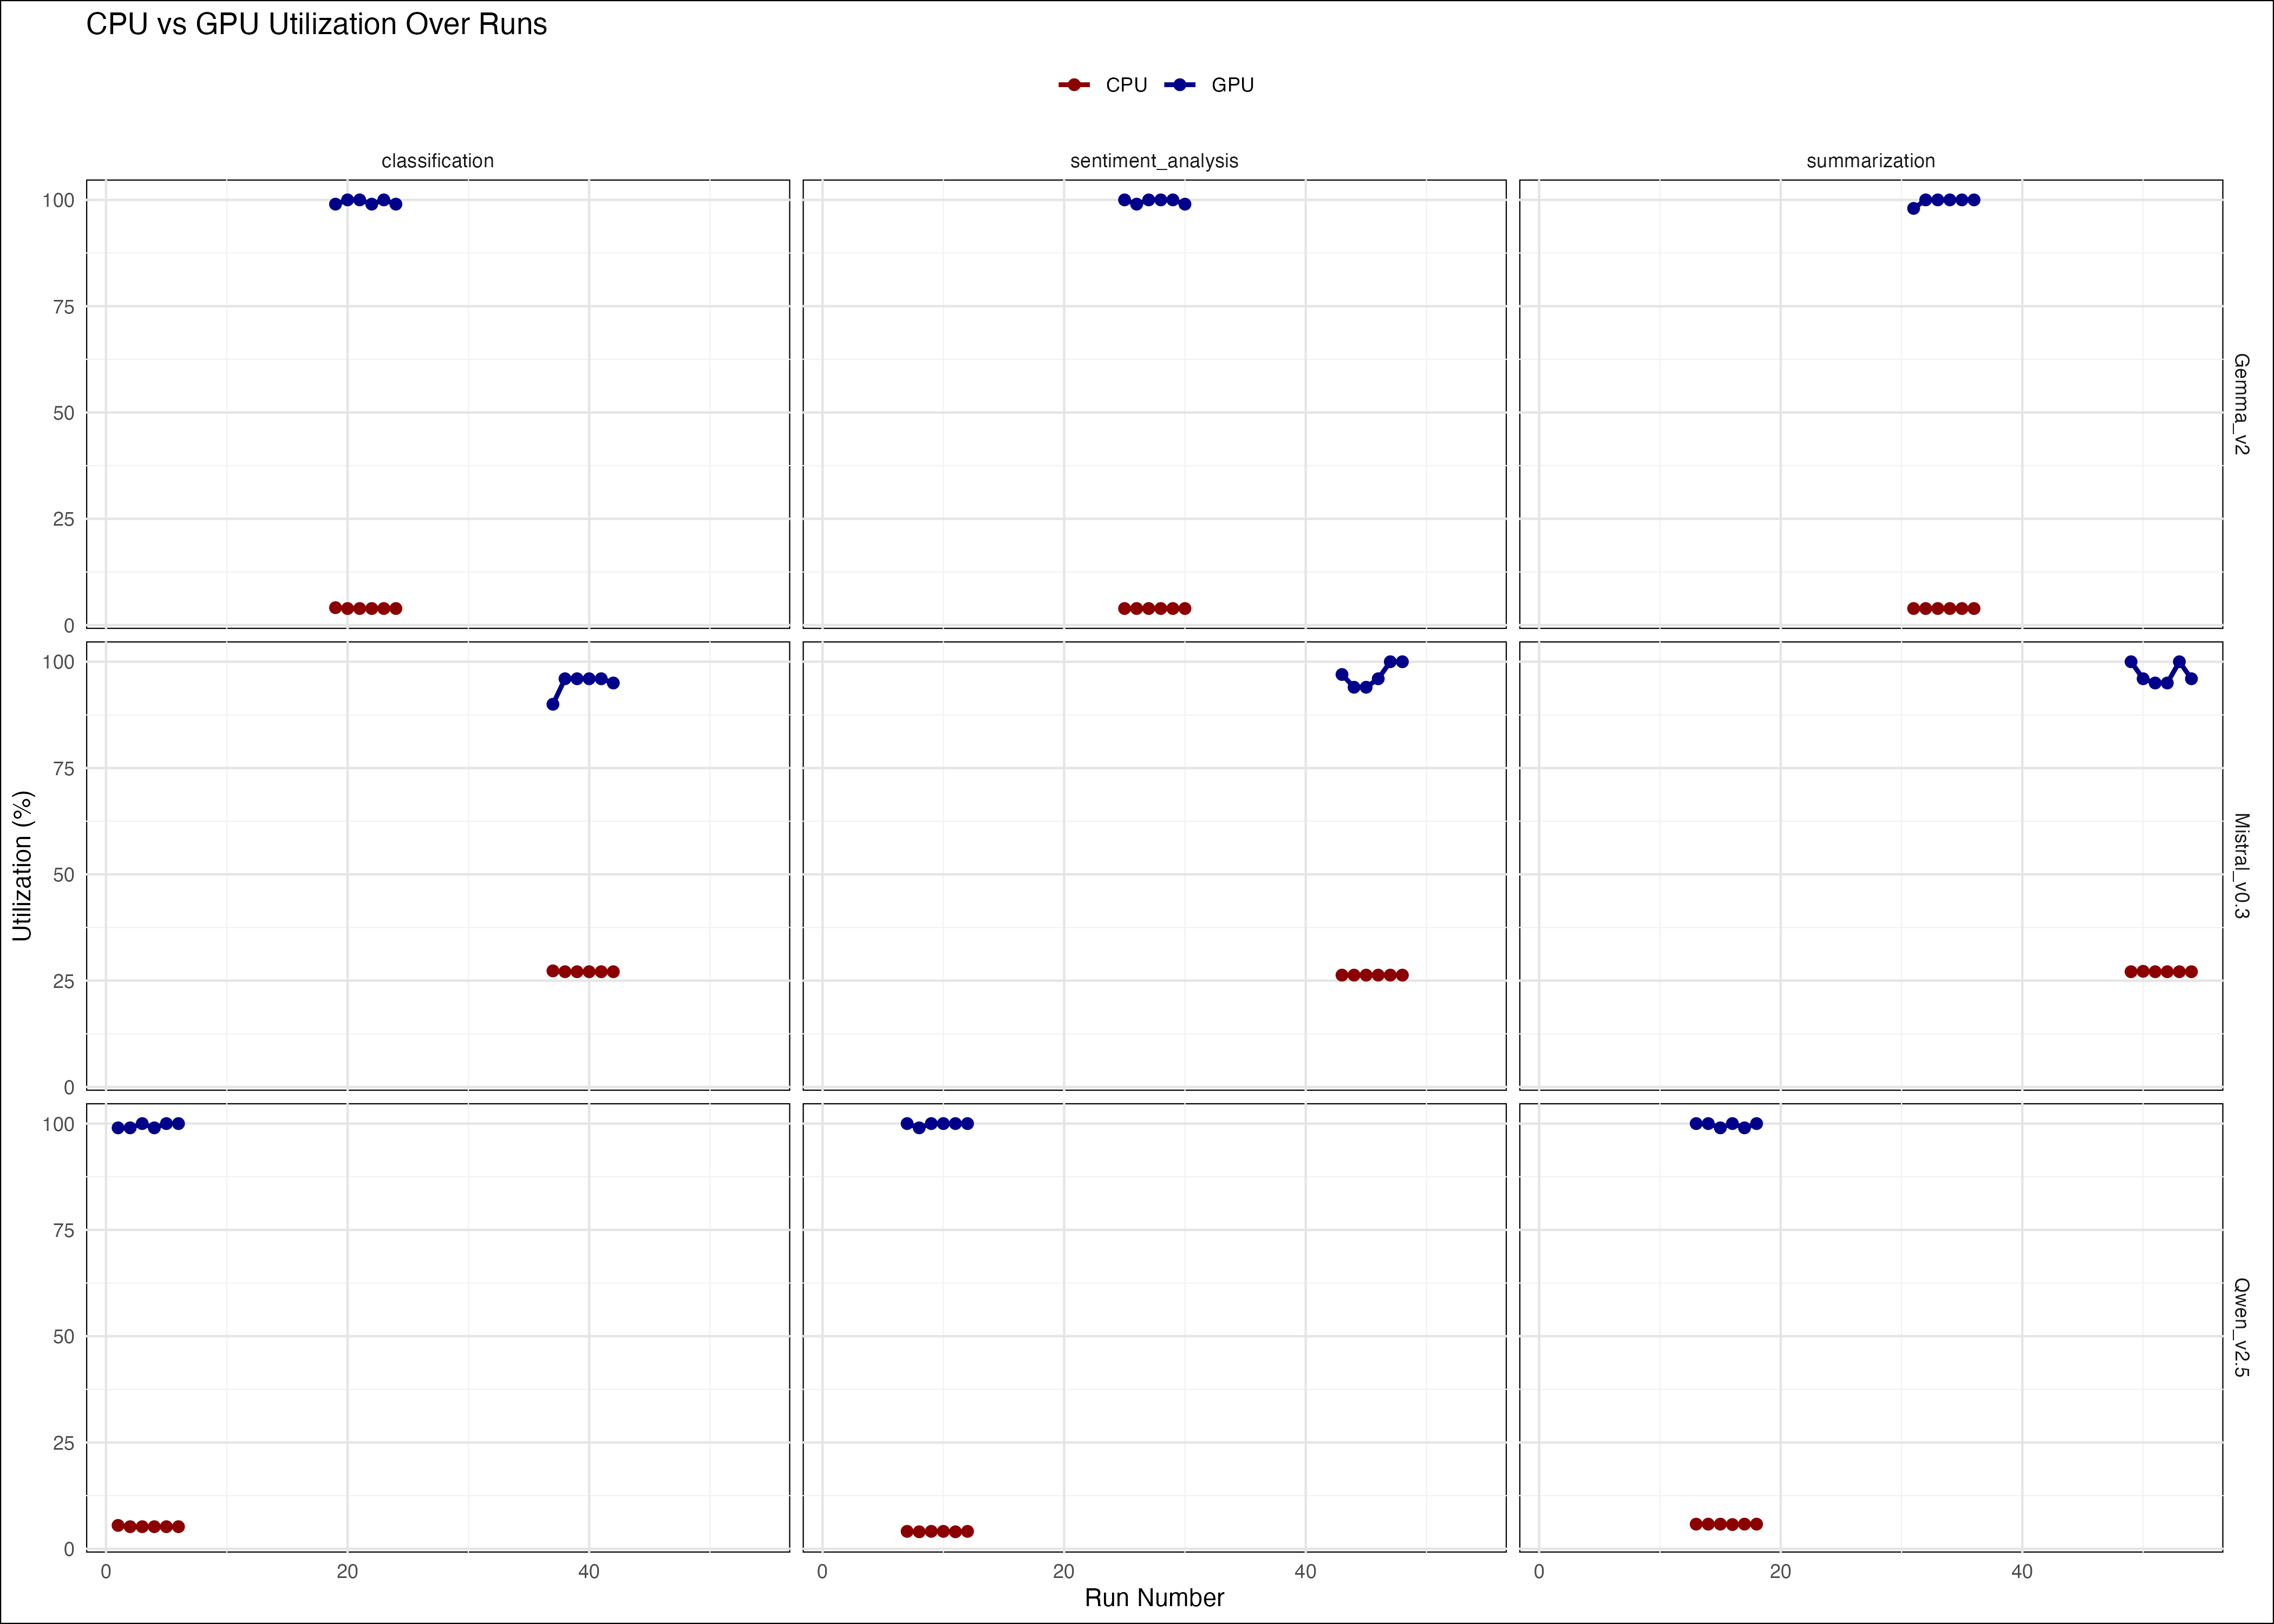 CPU vs GPU Utilization Over Runs
CPU GPU
classification sentiment_analysis summarization
100
75
50
25
0
Gemma_v2
100
75
50
25
0
Mistral_v0.3
Utilization (%)
100
75
50
25
0
Qwen_v2.5
0 20 40 0 20 40 0 20 40
Run Number